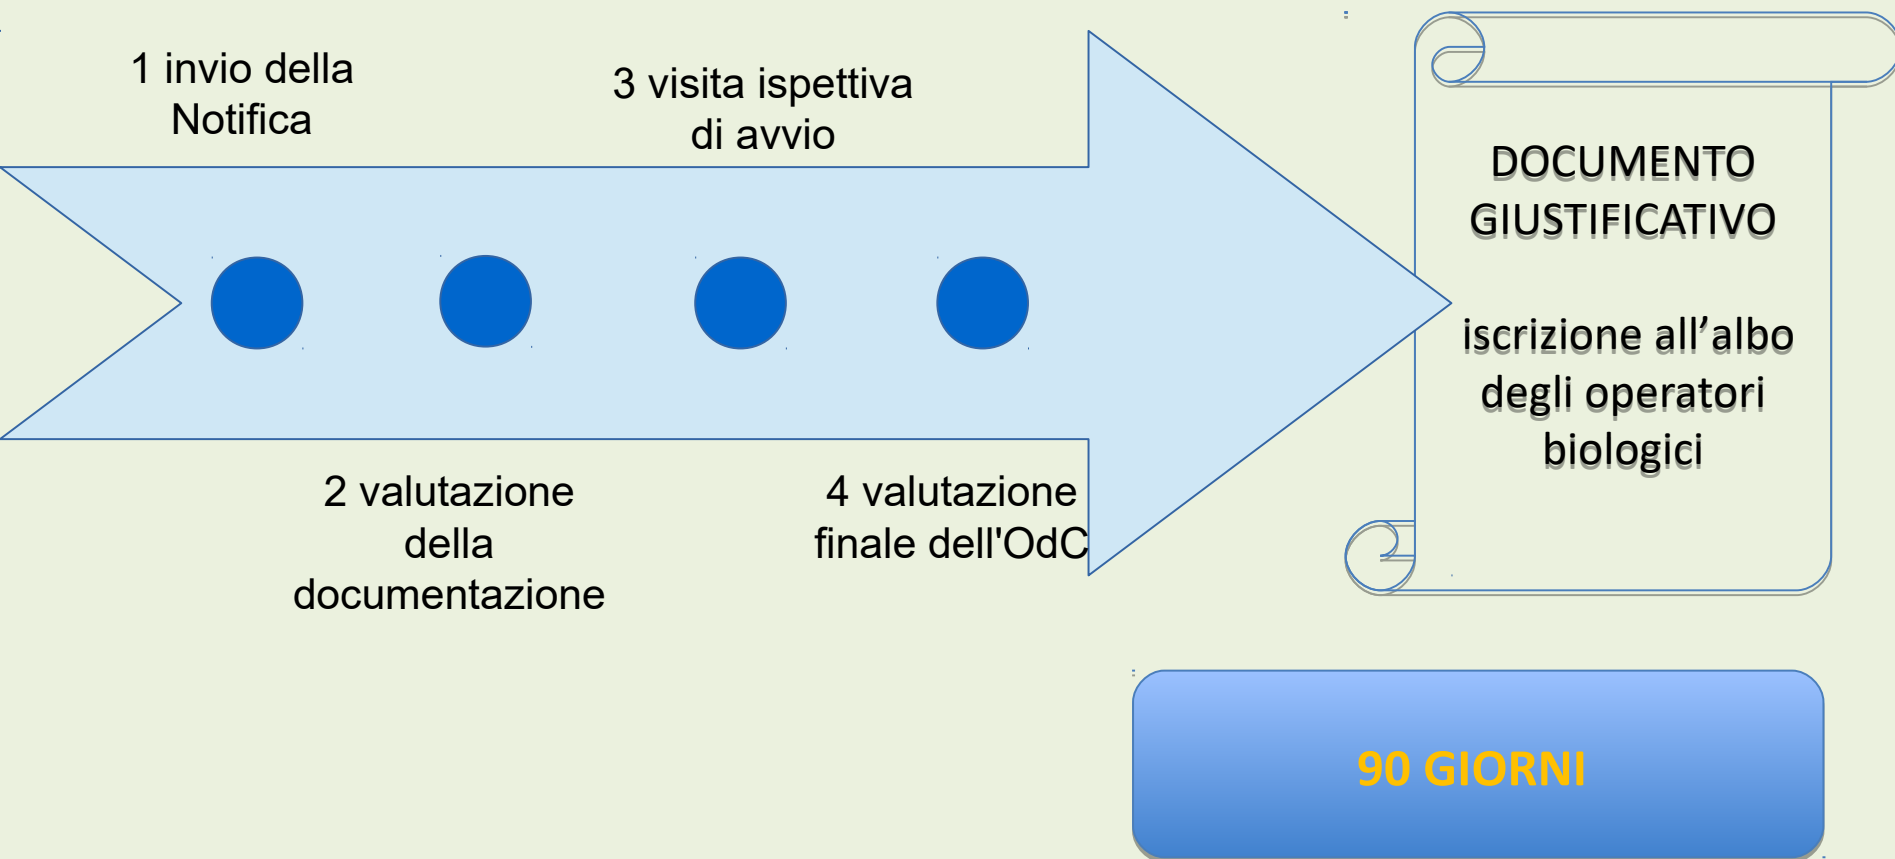 1 invio della
Notifica
2 valutazione
della
documentazione
3 visita ispettiva
di avvio
4 valutazione
finale dell'OdC
DOCUMENTO
GIUSTIFICATIVO
iscrizione all’albo
degli operatori
biologici
90 GIORNI